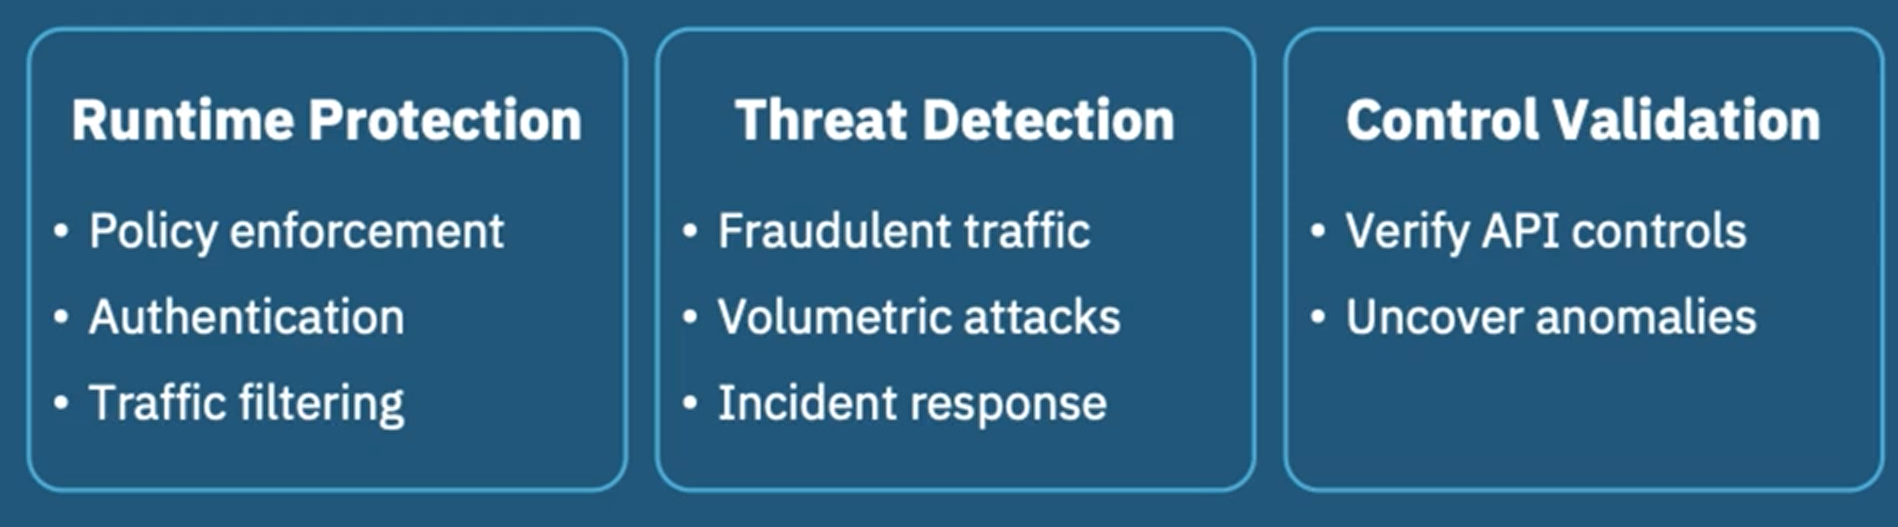 Runtime Protection
• Policy enforcement
• Authentication
• Traffic filtering
Threat Detection
• Fraudulent traffic
• Volumetric attacks
• Incident response
Control Validation
• Verify API controls
• Uncover anomalies